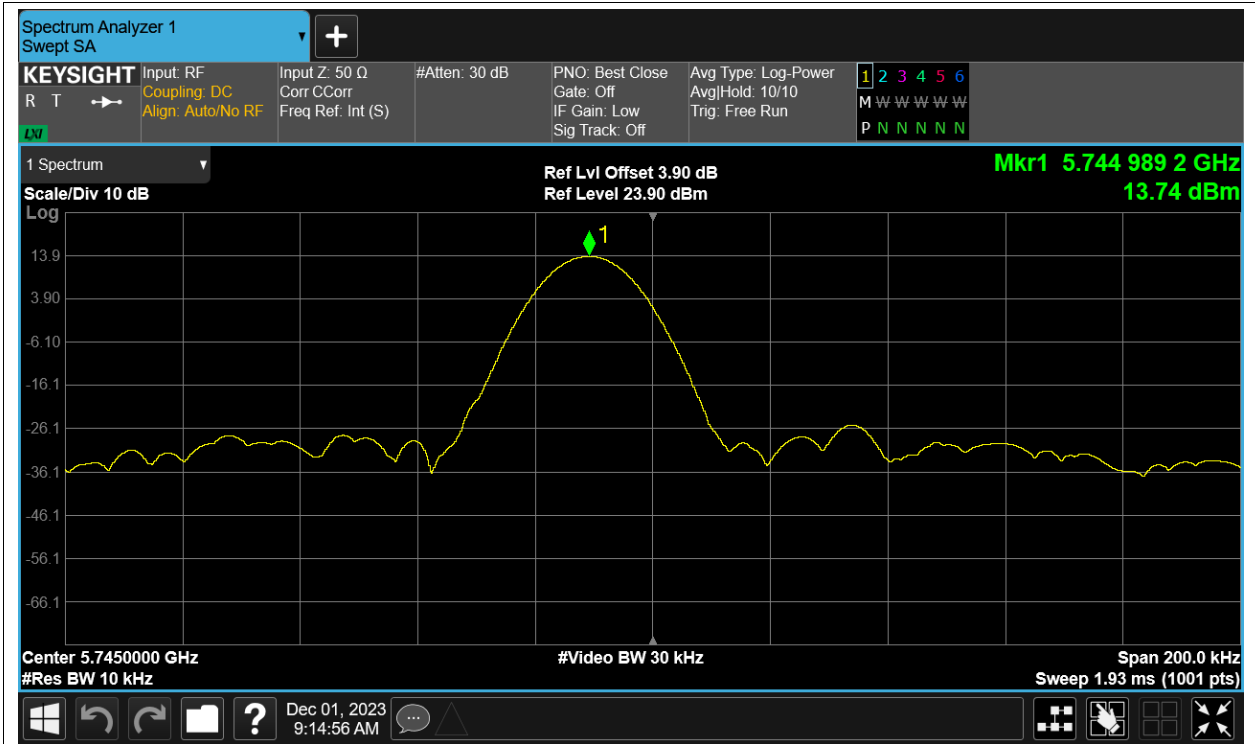 Spectrum Analyzer 1
Swept SA
KEYSIGHT
R T
LXI
Input: RF
Coupling: DC
Align: Auto/No RF
Input Z: 50 Ω
Corr CCorr
Freq Ref: Int (S)
#Atten: 30 dB
PNO: Best Close
Gate: Off
IF Gain: Low
Sig Track: Off
Avg Type: Log-Power
Avg|Hold: 10/10
Trig: Free Run
1 2 3 4 5 6
M W W W W W W
P N N N N N N
1 Spectrum
Scale/Div 10 dB
Log
Ref Lvl Offset 3.90 dB
Ref Level 23.90 dBm
Mkr1 5.744 989 2 GHz
13.74 dBm
1
13.9
3.90
-6.10
-16.1
-26.1
-36.1
-46.1
-56.1
-66.1
Center 5.7450000 GHz
#Res BW 10 kHz
#Video BW 30 kHz
Span 200.0 kHz
Sweep 1.93 ms (1001 pts)
?
Dec 01, 2023
9:14:56 AM